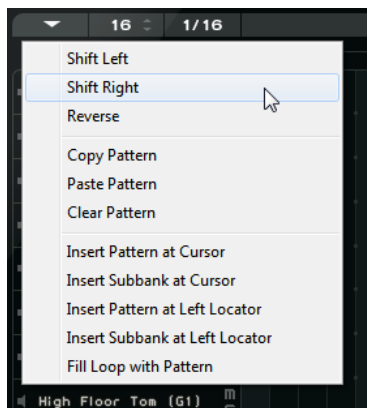 16 1/16
Shift Left
Shift Right
Reverse
Copy Pattern
Paste Pattern
Clear Pattern
Insert Pattern at Cursor
Insert Subbank at Cursor
Insert Pattern at Left Locator
Insert Subbank at Left Locator
Fill Loop with Pattern
High Floor Tom (G1) m